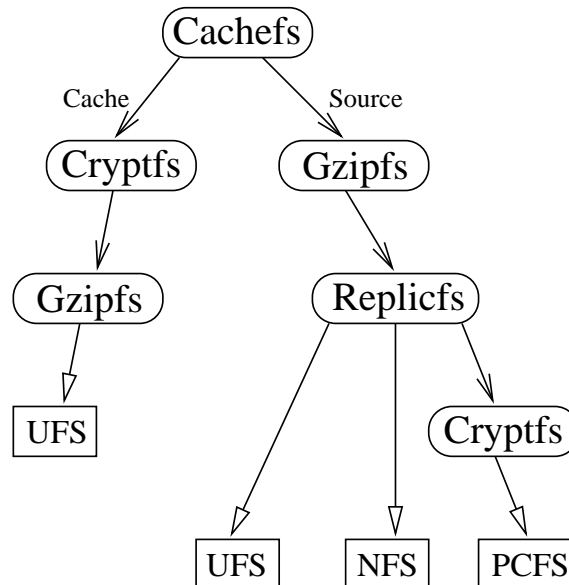 Cachefs
Cache
Source
Cryptfs
Gzipfs
Gzipfs
Replicfs
UFS
Cryptfs
UFS
NFS
PCFS